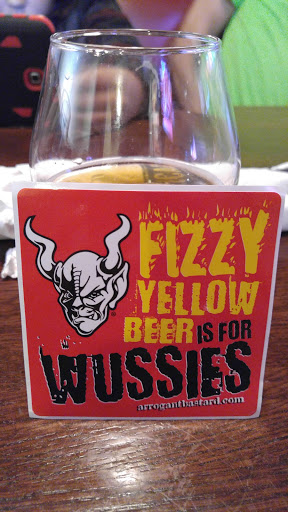 FIZZY
YELLOW
BEER IS FOR
WUSSIES
arrogantbastard.com